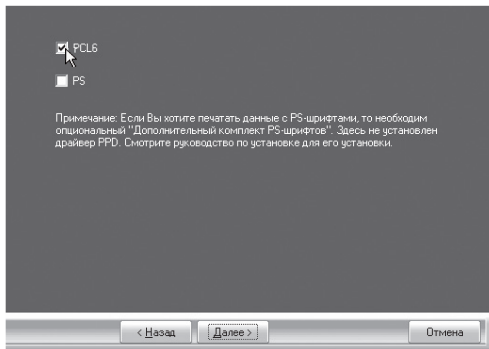 PCL6
PS
Примечание: Если Вы хотите печатать данные с PS-шрифтами, то необходим
опциональный "Дополнительный комплект PS-шрифтов". Здесь не установлен
драйвер PPD. Смотрите руководство по установке для его установки.
< Назад Далее > Отмена